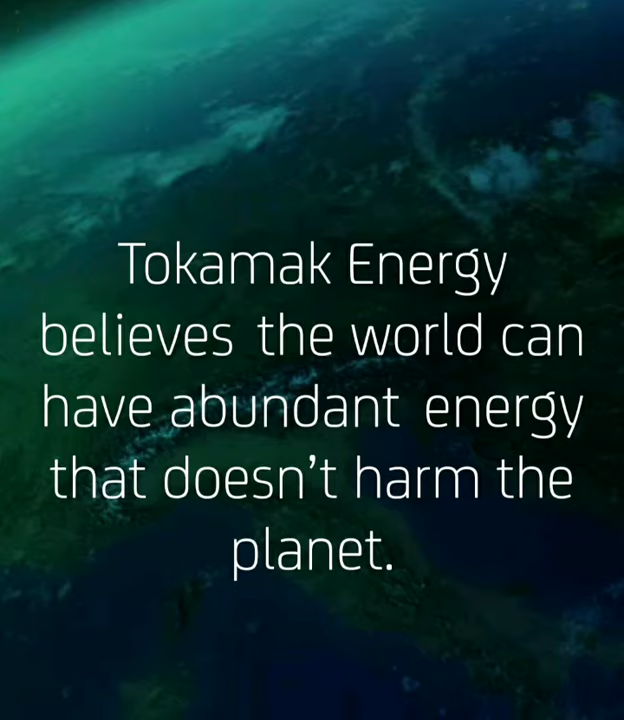 Tokamak Energy
believes the world can
have abundant energy
that doesn’t harm the
planet.